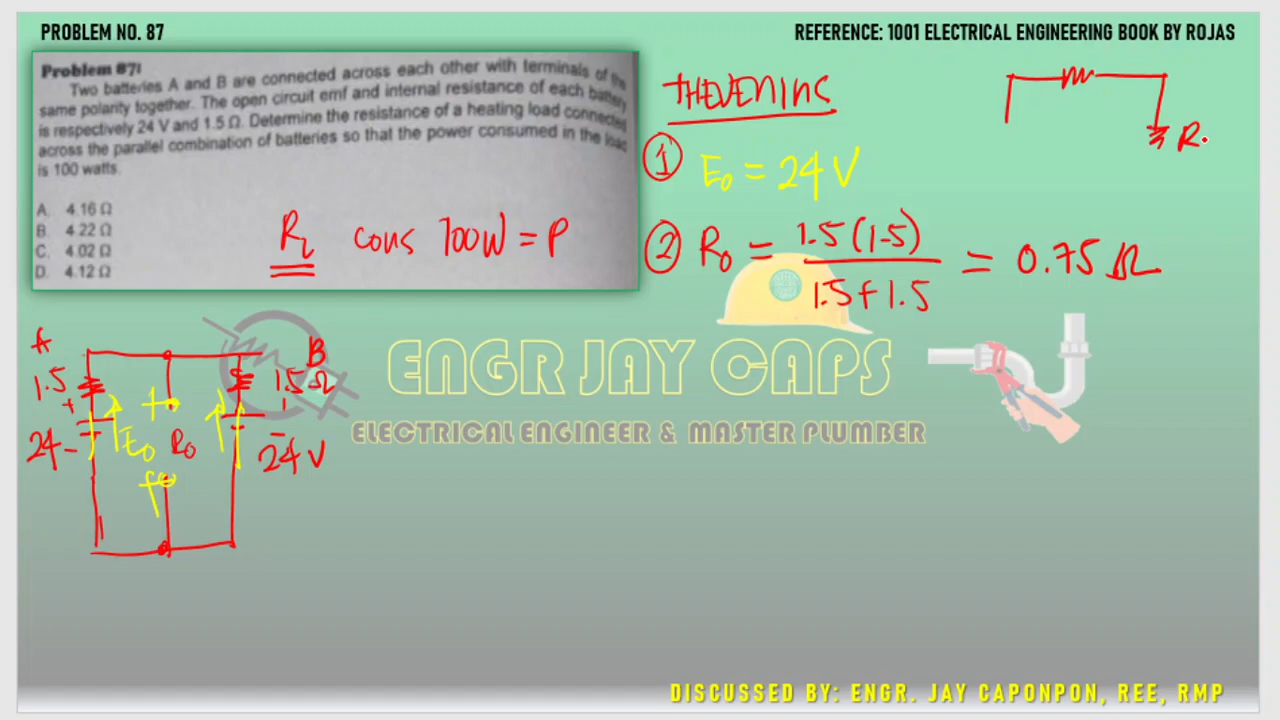 PROBLEM NO. 87
REFERENCE: 1001 ELECTRICAL ENGINEERING BOOK BY ROJAS
Problem 87:
Two batteries A and B are connected across each other with terminals of the
same polarity together. The open circuit emf and internal resistance of each battery
is respectively 24 V and 1.5 Ω. Determine the resistance of a heating load connected
across the parallel combination of batteries so that the power consumed in the load
is 100 watts.
A. 4.16 Ω
B. 4.22 Ω
C. 4.02 Ω
D. 4.12 Ω
RL cons 100W = P
THEVENINS
R
1 E0 = 24 V
2 R0 = 1.5(1.5) / 1.5+1.5 = 0.75 Ω
A
B
1.5
1.5 Ω
+
+
24 -
E0
R0
-
24 V
ENGR JAY CAPS
ELECTRICAL ENGINEER & MASTER PLUMBER
DISCUSSED BY: ENGR. JAY CAPONPON, REE, RMP